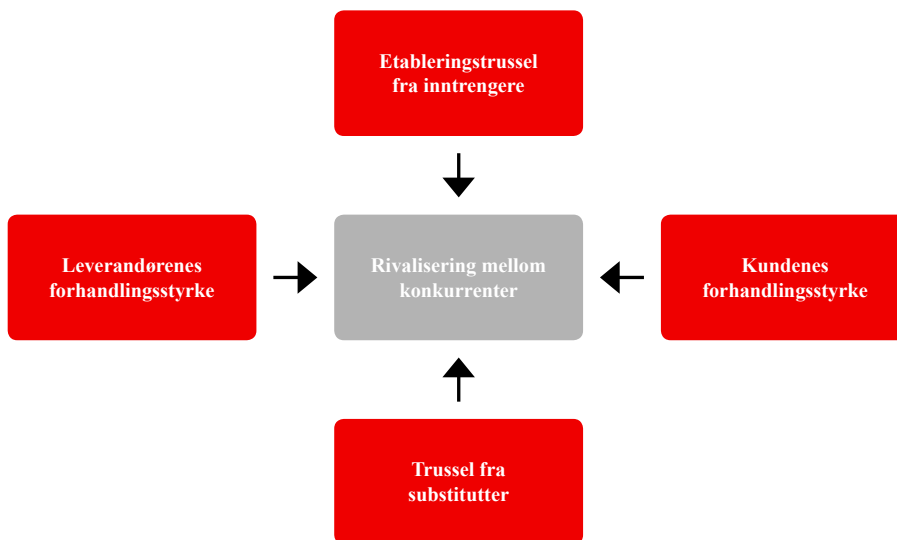 Etableringstrussel
fra inntrengere
Leverandørenes
forhandlingsstyrke
Rivalisering mellom
konkurrenter
Kundenes
forhandlingsstyrke
Trussel fra
substitutter